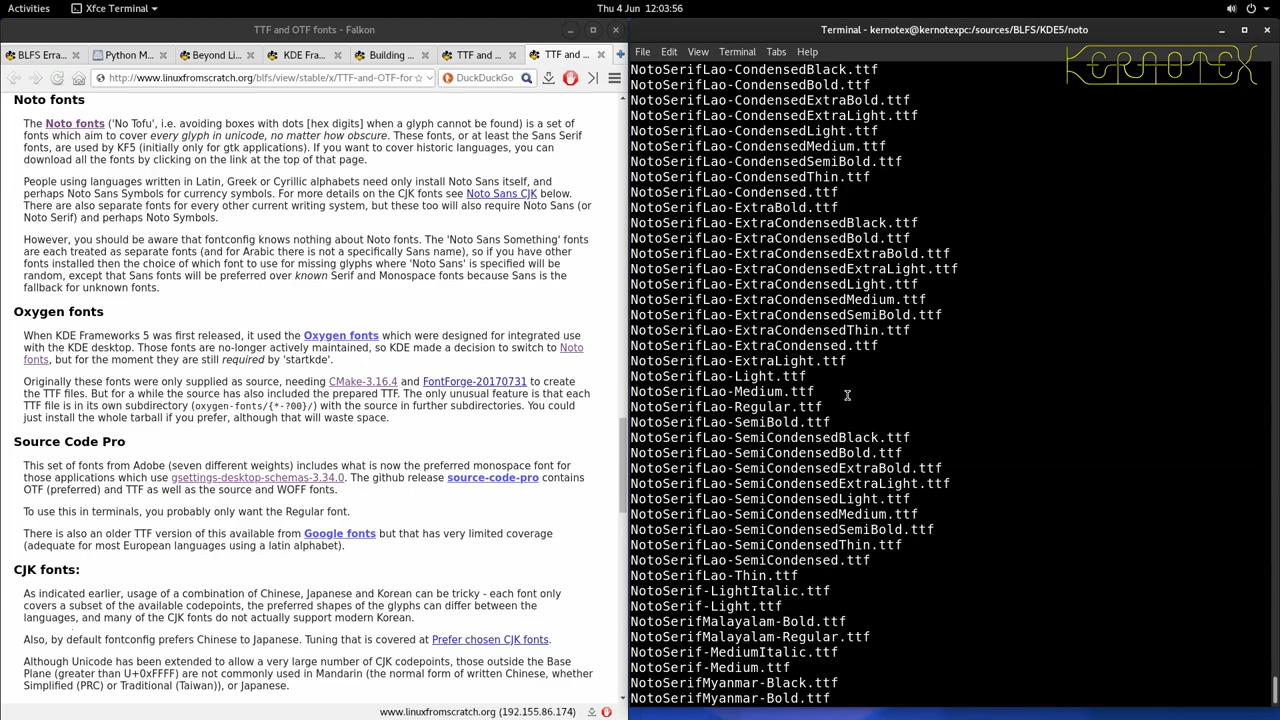 Activities
Xfce Terminal
Thu 4 Jun 12:03:56
TTF and OTF fonts - Falkon
BLFS Erra...
Python M...
Beyond Li...
KDE Fra...
Building ...
TTF and ...
TTF and ...
http://www.linuxfromscratch.org/blfs/view/stable/x/TTF-and-OTF-for
DuckDuckGo
Noto fonts
The Noto fonts ('No Tofu', i.e. avoiding boxes with dots [hex digits] when a glyph cannot be found) is a set of
fonts which aim to cover every glyph in unicode, no matter how obscure. These fonts, or at least the Sans Serif
fonts, are used by KF5 (initially only for gtk applications). If you want to cover historic languages, you can
download all the fonts by clicking on the link at the top of that page.
People using languages written in Latin, Greek or Cyrillic alphabets need only install Noto Sans itself, and
perhaps Noto Sans Symbols for currency symbols. For more details on the CJK fonts see Noto Sans CJK below.
There are also separate fonts for every other current writing system, but these too will also require Noto Sans (or
Noto Serif) and perhaps Noto Symbols.
However, you should be aware that fontconfig knows nothing about Noto fonts. The 'Noto Sans Something' fonts
are each treated as separate fonts (and for Arabic there is not a specifically Sans name), so if you have other
fonts installed then the choice of which font to use for missing glyphs where 'Noto Sans' is specified will be
random, except that Sans fonts will be preferred over known Serif and Monospace fonts because Sans is the
fallback for unknown fonts.
Oxygen fonts
When KDE Frameworks 5 was first released, it used the Oxygen fonts which were designed for integrated use
with the KDE desktop. Those fonts are no-longer actively maintained, so KDE made a decision to switch to Noto
fonts, but for the moment they are still required by 'startkde'.
Originally these fonts were only supplied as source, needing CMake-3.16.4 and FontForge-20170731 to create
the TTF files. But for a while the source has also included the prepared TTF. The only unusual feature is that each
TTF file is in its own subdirectory (oxygen-fonts/{*-?00}/) with the source in further subdirectories. You could
just install the whole tarball if you prefer, although that will waste space.
Source Code Pro
This set of fonts from Adobe (seven different weights) includes what is now the preferred monospace font for
those applications which use gsettings-desktop-schemas-3.34.0. The github release source-code-pro contains
OTF (preferred) and TTF as well as the source and WOFF fonts.
To use this in terminals, you probably only want the Regular font.
There is also an older TTF version of this available from Google fonts but that has very limited coverage
(adequate for most European languages using a latin alphabet).
CJK fonts:
As indicated earlier, usage of a combination of Chinese, Japanese and Korean can be tricky - each font only
covers a subset of the available codepoints, the preferred shapes of the glyphs can differ between the
languages, and many of the CJK fonts do not actually support modern Korean.
Also, by default fontconfig prefers Chinese to Japanese. Tuning that is covered at Prefer chosen CJK fonts.
Although Unicode has been extended to allow a very large number of CJK codepoints, those outside the Base
Plane (greater than U+0xFFFF) are not commonly used in Mandarin (the normal form of written Chinese, whether
Simplified (PRC) or Traditional (Taiwan)), or Japanese.
www.linuxfromscratch.org (192.155.86.174)
Terminal - kernotex@kernotexpc:/sources/BLFS/KDE5/noto
File Edit View Terminal Tabs Help
KERNOTEX
NotoSerifLao-CondensedBlack.ttf
NotoSerifLao-CondensedBold.ttf
NotoSerifLao-CondensedExtraBold.ttf
NotoSerifLao-CondensedExtraLight.ttf
NotoSerifLao-CondensedLight.ttf
NotoSerifLao-CondensedMedium.ttf
NotoSerifLao-CondensedSemiBold.ttf
NotoSerifLao-CondensedThin.ttf
NotoSerifLao-Condensed.ttf
NotoSerifLao-ExtraBold.ttf
NotoSerifLao-ExtraCondensedBlack.ttf
NotoSerifLao-ExtraCondensedBold.ttf
NotoSerifLao-ExtraCondensedExtraBold.ttf
NotoSerifLao-ExtraCondensedExtraLight.ttf
NotoSerifLao-ExtraCondensedLight.ttf
NotoSerifLao-ExtraCondensedMedium.ttf
NotoSerifLao-ExtraCondensedSemiBold.ttf
NotoSerifLao-ExtraCondensedThin.ttf
NotoSerifLao-ExtraCondensed.ttf
NotoSerifLao-ExtraLight.ttf
NotoSerifLao-Light.ttf
NotoSerifLao-Medium.ttf
NotoSerifLao-Regular.ttf
NotoSerifLao-SemiBold.ttf
NotoSerifLao-SemiCondensedBlack.ttf
NotoSerifLao-SemiCondensedBold.ttf
NotoSerifLao-SemiCondensedExtraBold.ttf
NotoSerifLao-SemiCondensedExtraLight.ttf
NotoSerifLao-SemiCondensedLight.ttf
NotoSerifLao-SemiCondensedMedium.ttf
NotoSerifLao-SemiCondensedSemiBold.ttf
NotoSerifLao-SemiCondensedThin.ttf
NotoSerifLao-SemiCondensed.ttf
NotoSerifLao-Thin.ttf
NotoSerif-LightItalic.ttf
NotoSerif-Light.ttf
NotoSerifMalayalam-Bold.ttf
NotoSerifMalayalam-Regular.ttf
NotoSerif-MediumItalic.ttf
NotoSerif-Medium.ttf
NotoSerifMyanmar-Black.ttf
NotoSerifMyanmar-Bold.ttf